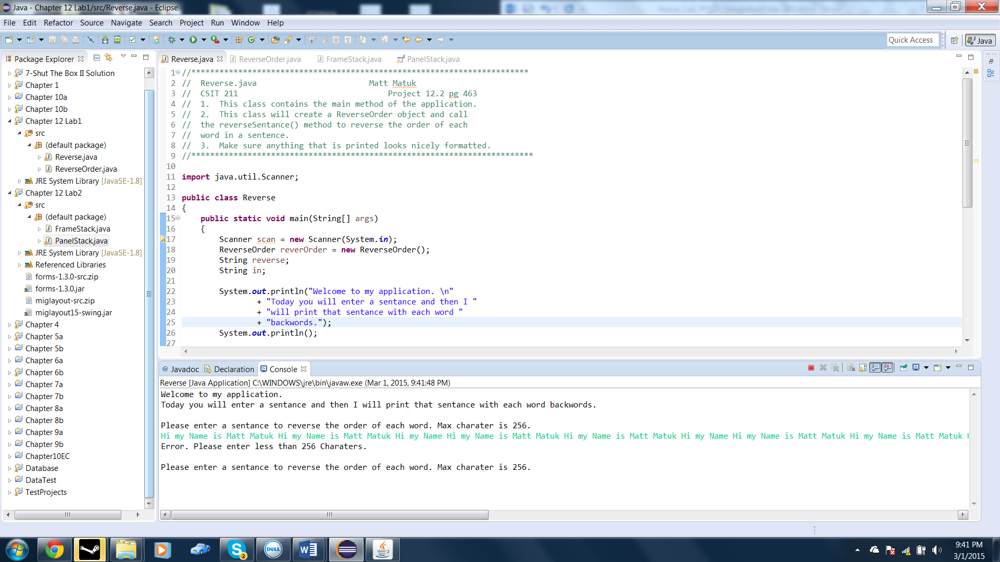 Java - Chapter 12 Lab1/src/Reverse.java - Eclipse
File Edit Refactor Source Navigate Search Project Run Window Help
Quick Access
Java
Package Explorer
7-Shut The Box II Solution
Chapter 1
Chapter 10a
Chapter 10b
Chapter 12 Lab1
src
(default package)
Reverse.java
ReverseOrder.java
JRE System Library [JavaSE-1.8]
Chapter 12 Lab2
src
(default package)
FrameStack.java
PanelStack.java
JRE System Library [JavaSE-1.8]
Referenced Libraries
forms-1.3.0-src.zip
forms-1.3.0.jar
miglayout-src.zip
miglayout15-swing.jar
Chapter 4
Chapter 5a
Chapter 5b
Chapter 6a
Chapter 6b
Chapter 7a
Chapter 7b
Chapter 8a
Chapter 8b
Chapter 9a
Chapter 9b
Chapter10EC
Database
DataTest
TestProjects
Reverse.java ReverseOrder.java FrameStack.java PanelStack.java
1 //************************************************************************
2 // Reverse.java Matt Matuk
3 // CSIT 211 Project 12.2 pg 463
4 // 1. This class contains the main method of the application.
5 // 2. This class will create a ReverseOrder object and call
6 // the reverseSentance() method to reverse the order of each
7 // word in a sentence.
8 // 3. Make sure anything that is printed looks nicely formatted.
9 //*************************************************************************
10
11 import java.util.Scanner;
12
13 public class Reverse
14 {
15 public static void main(String[] args)
16 {
17 Scanner scan = new Scanner(System.in);
18 ReverseOrder reverOrder = new ReverseOrder();
19 String reverse;
20 String in;
21
22 System.out.println("Welcome to my application. \n"
23 + "Today you will enter a sentance and then I "
24 + "will print that sentance with each word "
25 + "backwords.");
26 System.out.println();
27
@ Javadoc Declaration Console
Reverse [Java Application] C:\WINDOWS\jre\bin\javaw.exe (Mar 1, 2015, 9:41:48 PM)
Welcome to my application.
Today you will enter a sentance and then I will print that sentance with each word backwords.
Please enter a sentance to reverse the order of each word. Max charater is 256.
Hi my Name is Matt Matuk Hi my Name is Matt Matuk Hi my Name Hi my Name is Matt Matuk Hi my Name is Matt Matuk Hi my Name Hi my Name is Matt Matuk Hi my Name is Matt Matuk
Error. Please enter less than 256 Charaters.
Please enter a sentance to reverse the order of each word. Max charater is 256.
2
DELL
9:41 PM
3/1/2015